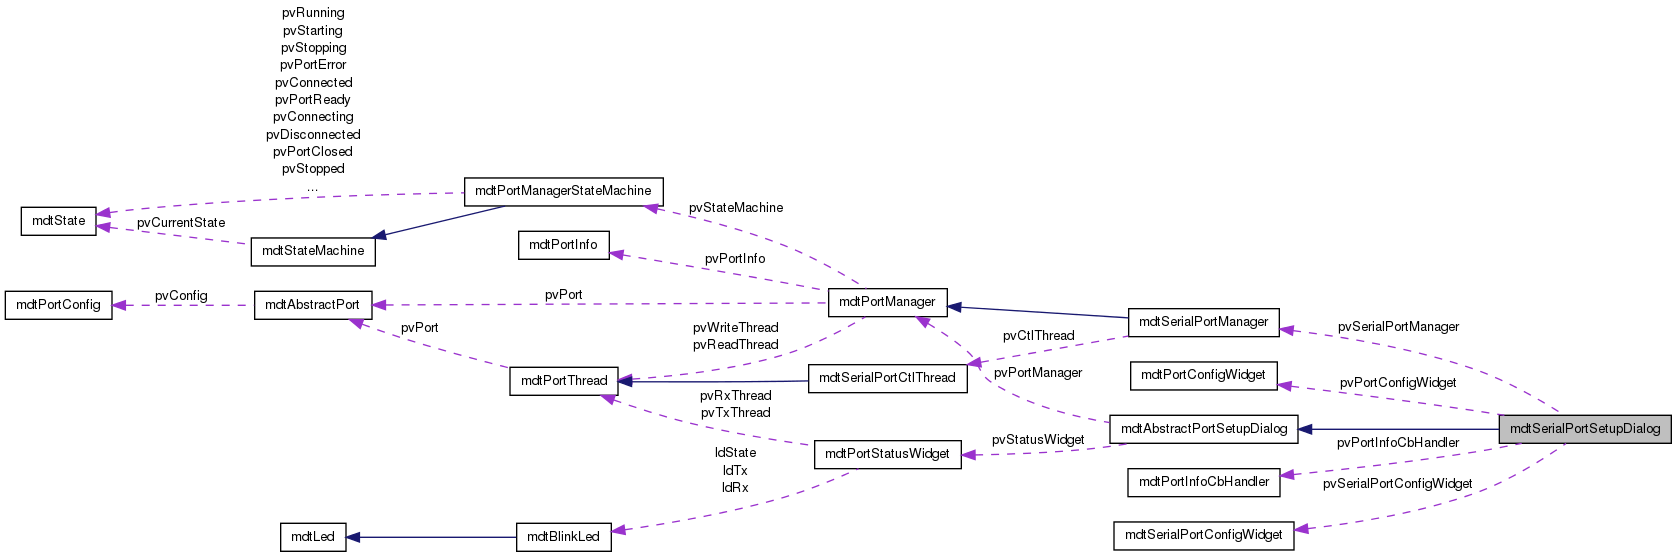 pvRunning
pvStarting
pvStopping
pvPortError
pvConnected
pvPortReady
pvConnecting
pvDisconnected
pvPortClosed
pvStopped
...
mdtPortManagerStateMachine
mdtState
pvCurrentState
pvStateMachine
mdtStateMachine
mdtPortInfo
pvPortInfo
mdtPortConfig
pvConfig
mdtAbstractPort
pvPort
mdtPortManager
pvPort
pvWriteThread
pvReadThread
mdtSerialPortManager
pvSerialPortManager
pvCtlThread
mdtPortThread
mdtSerialPortCtlThread
pvPortManager
mdtPortConfigWidget
pvPortConfigWidget
pvRxThread
pvTxThread
mdtAbstractPortSetupDialog
mdtSerialPortSetupDialog
pvStatusWidget
pvPortInfoCbHandler
mdtPortStatusWidget
ldState
ldTx
ldRx
mdtPortInfoCbHandler
pvSerialPortConfigWidget
mdtLed
mdtBlinkLed
mdtSerialPortConfigWidget